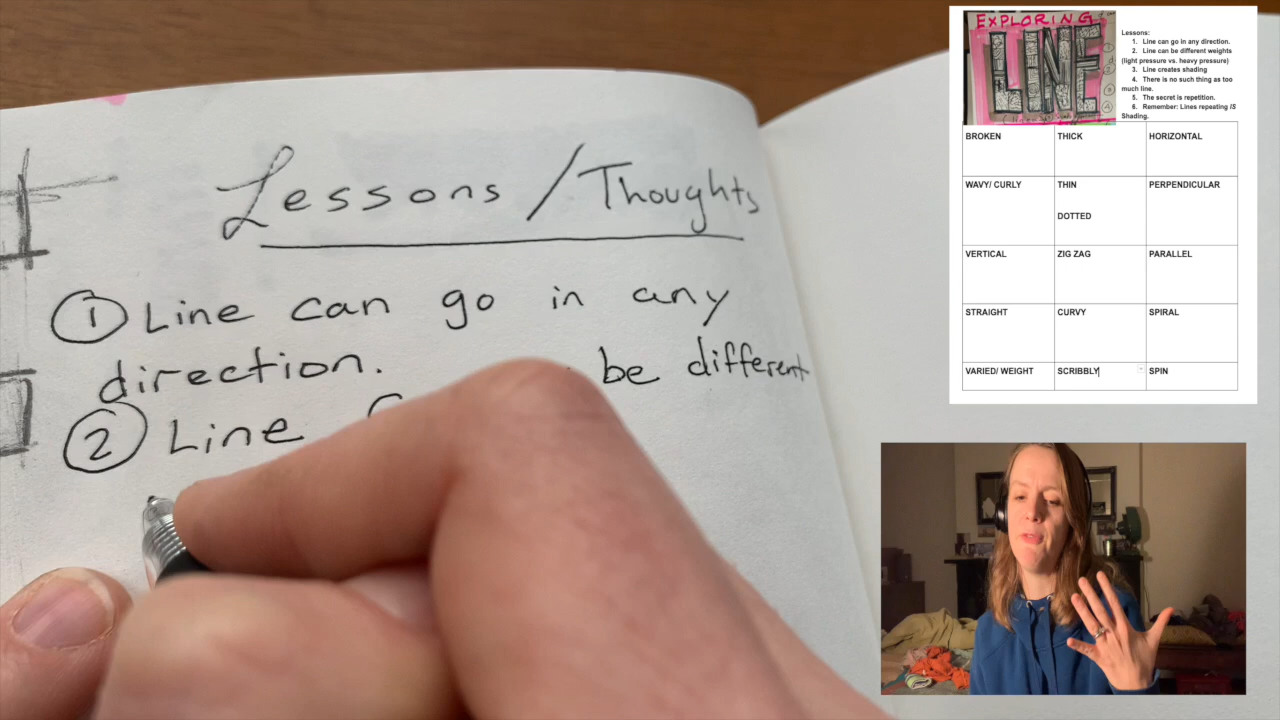 Lessons / Thoughts
① Line can go in any
direction.
② Line be different
EXPLORING
LINE
Lessons:
1. Line can go in any direction.
2. Line can be different weights
(light pressure vs. heavy pressure)
3. Line creates shading
4. There is no such thing as too
much line.
5. The secret is repetition.
6. Remember: Lines repeating IS
Shading.
BROKEN THICK HORIZONTAL
WAVY/ CURLY THIN PERPENDICULAR
DOTTED
VERTICAL ZIG ZAG PARALLEL
STRAIGHT CURVY SPIRAL
VARIED/ WEIGHT SCRIBBLY SPIN